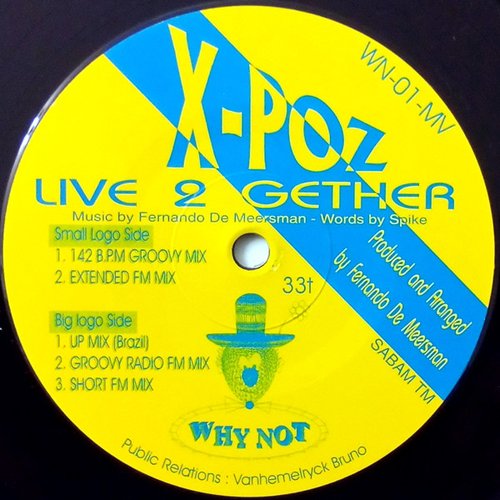 X-POZ
WN-01-MV
LIVE 2 GETHER
Music by Fernando De Meersman - Words by Spike
Small Logo Side
1. 142 B.P.M GROOVY MIX
2. EXTENDED FM MIX
33t
Big logo Side
1. UP MIX (Brazil)
2. GROOVY RADIO FM MIX
3. SHORT FM MIX
Produced and Arranged
by Fernando De Meersman
SABAM TM
WHY NOT
Public Relations : Vanhemelryck Bruno